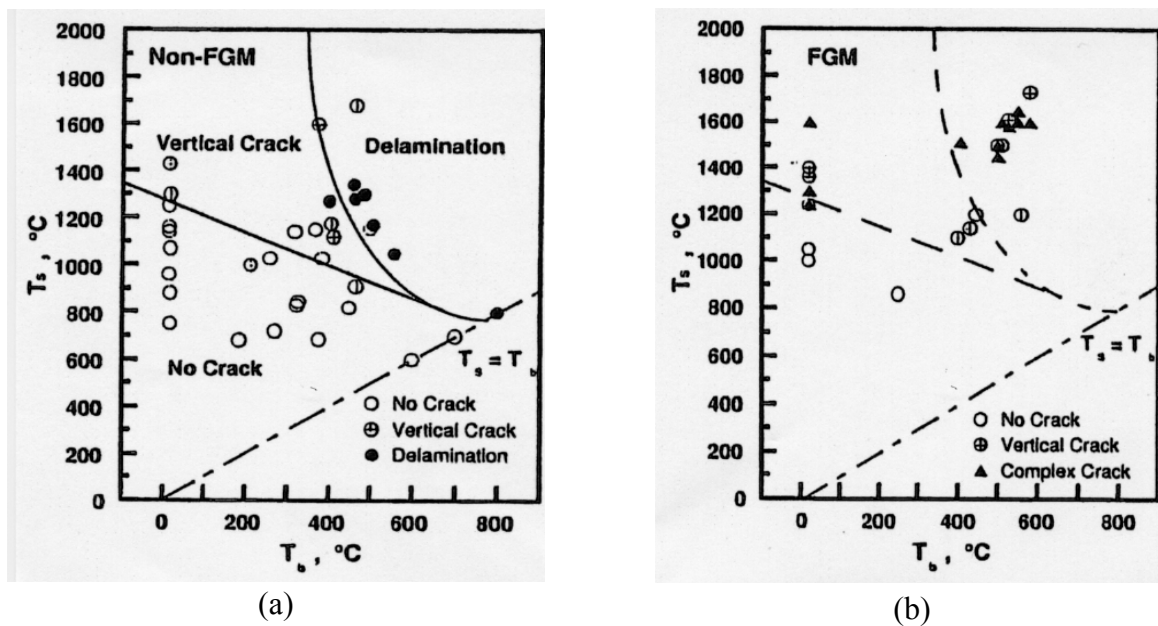 2000
1800
1600
1400
1200
1000
800
600
400
200
0
Ts , °C
Non-FGM
Vertical Crack
Delamination
No Crack
Ts = Tb
No Crack
Vertical Crack
Delamination
0 200 400 600 800
Tb , °C
(a)
2000
1800
1600
1400
1200
1000
800
600
400
200
0
Ts , °C
FGM
Ts = Tb
No Crack
Vertical Crack
Complex Crack
0 200 400 600 800
Tb , °C
(b)